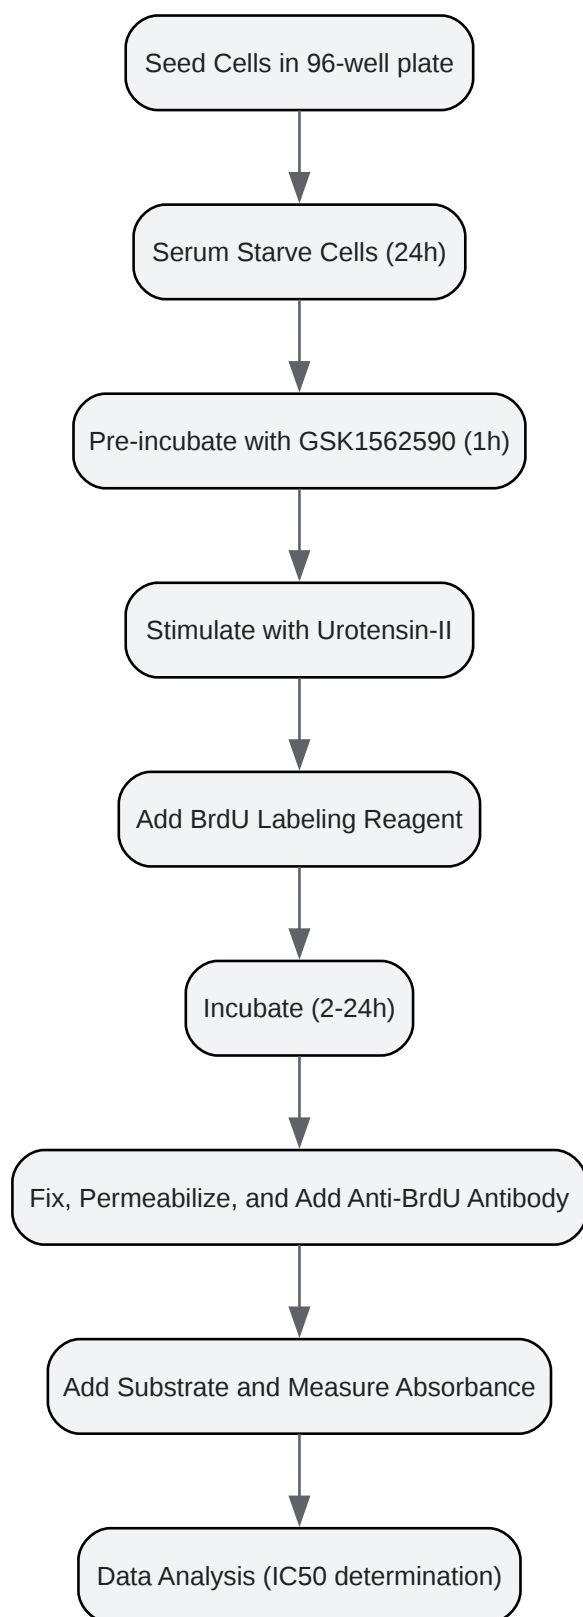 Seed Cells in 96-well plate
Serum Starve Cells (24h)
Pre-incubate with GSK1562590 (1h)
Stimulate with Urotensin-II
Add BrdU Labeling Reagent
Incubate (2-24h)
Fix, Permeabilize, and Add Anti-BrdU Antibody
Add Substrate and Measure Absorbance
Data Analysis (IC50 determination)